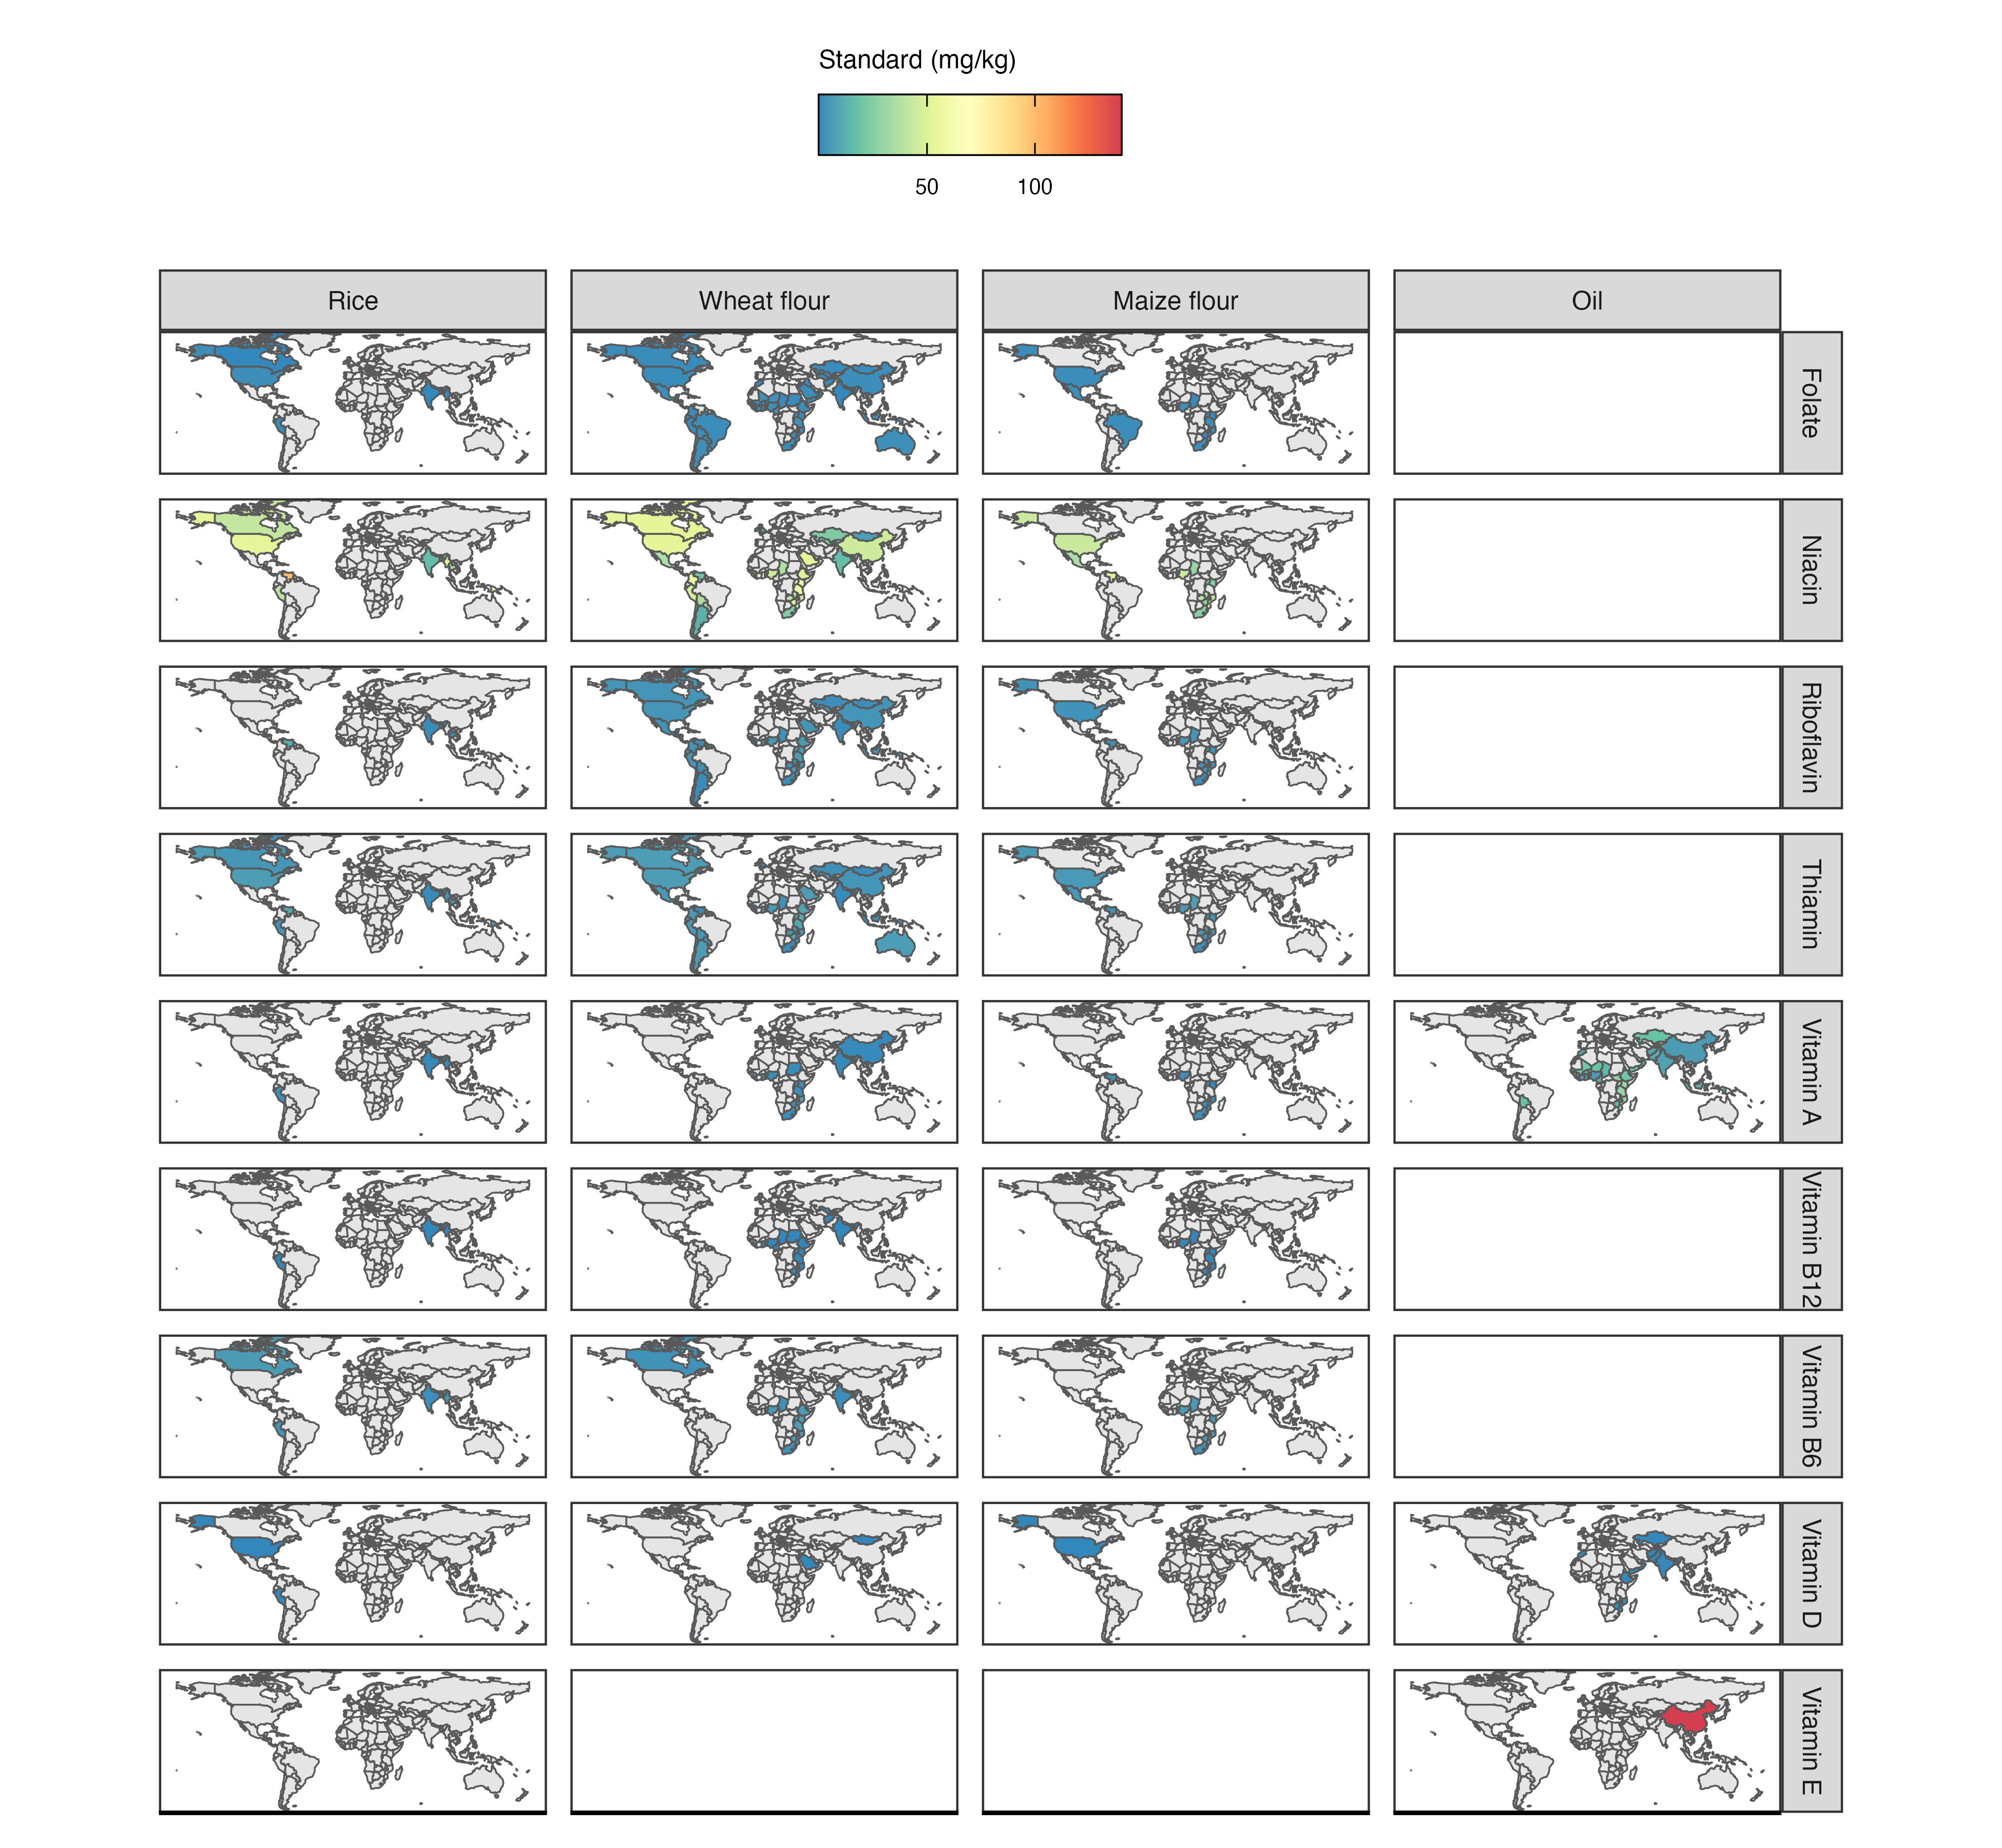 Standard (mg/kg)
50 100
Rice Wheat flour Maize flour Oil
Folate
Niacin
Riboflavin
Thiamin
Vitamin A
Vitamin B12
Vitamin B6
Vitamin D
Vitamin E